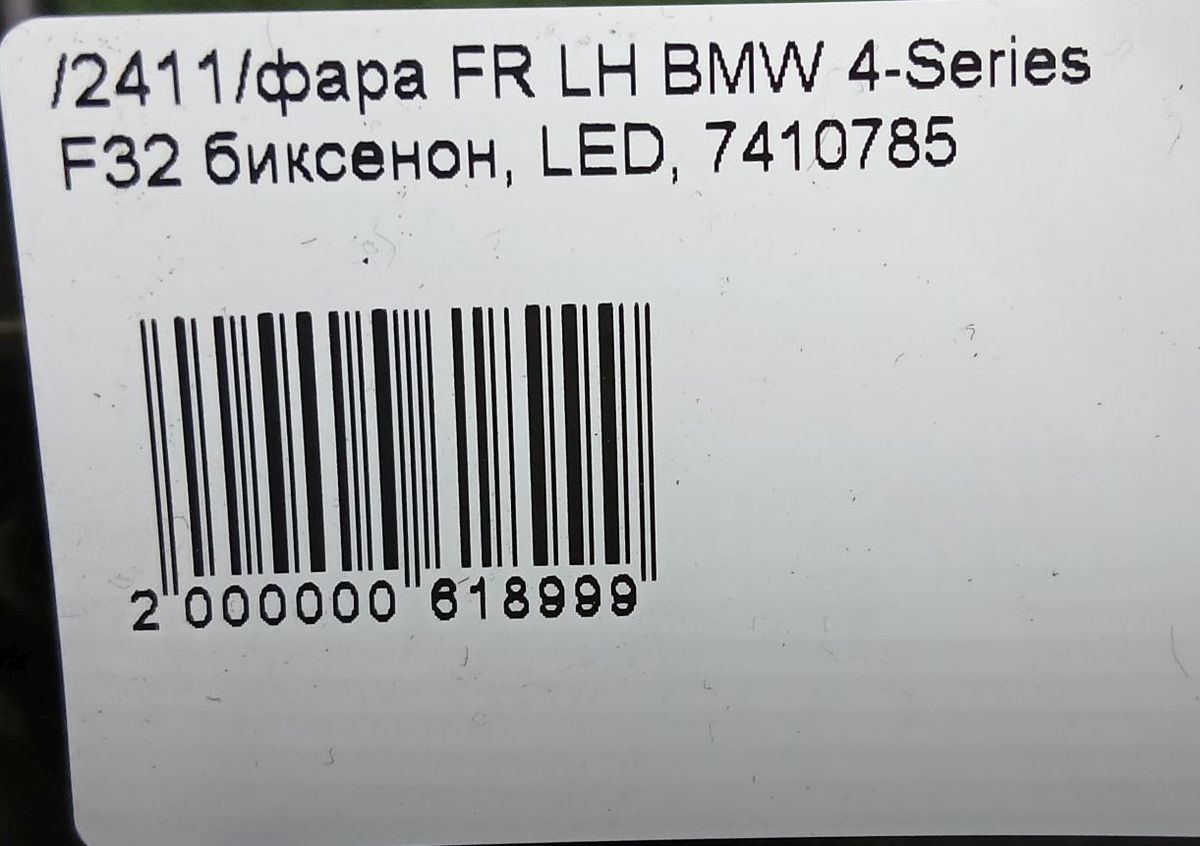 /2411/фара FR LH BMW 4-Series
F32 биксенон, LED, 7410785
2 000000 618999